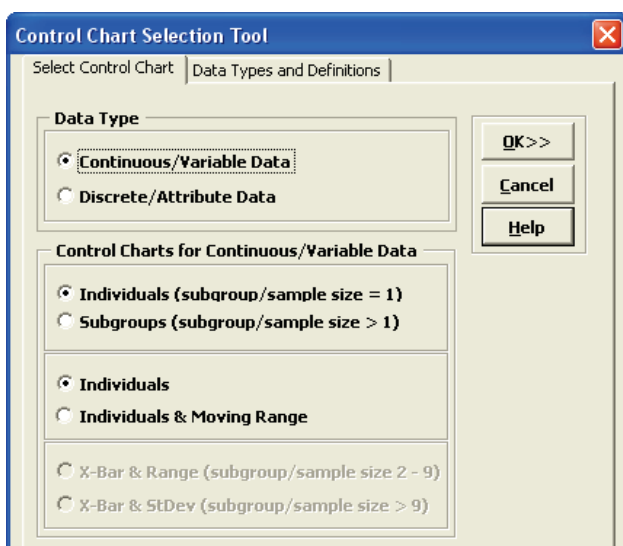 Control Chart Selection Tool
Select Control Chart
Data Types and Definitions
Data Type
Continuous/Variable Data
Discrete/Attribute Data
OK>>
Cancel
Help
Control Charts for Continuous/Variable Data
Individuals (subgroup/sample size = 1)
Subgroups (subgroup/sample size > 1)
Individuals
Individuals & Moving Range
X-Bar & Range (subgroup/sample size 2 - 9)
X-Bar & StDev (subgroup/sample size > 9)